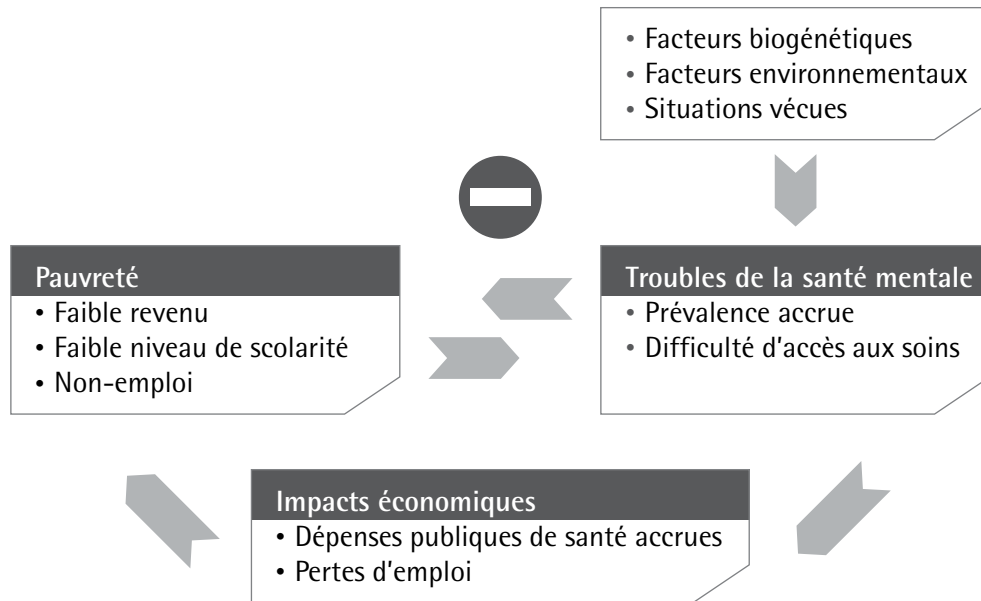 • Facteurs biogénétiques
• Facteurs environnementaux
• Situations vécues
Pauvreté
• Faible revenu
• Faible niveau de scolarité
• Non-emploi
Troubles de la santé mentale
• Prévalence accrue
• Difficulté d'accès aux soins
Impacts économiques
• Dépenses publiques de santé accrues
• Pertes d'emploi